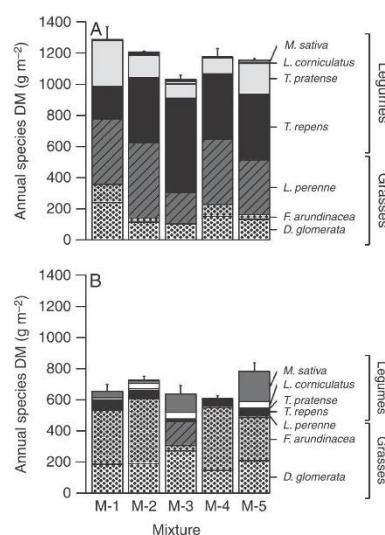 A
Annual species DM (g m⁻²)
1400
1200
1000
800
600
400
200
0
M. sativa
L. corniculatus
T. pratense
T. repens
L. perenne
F. arundinacea
D. glomerata
Legumes
Grasses
B
Annual species DM (g m⁻²)
1400
1200
1000
800
600
400
200
0
M. sativa
L. corniculatus
T. pratense
T. repens
L. perenne
F. arundinacea
D. glomerata
Legumes
Grasses
M-1 M-2 M-3 M-4 M-5
Mixture